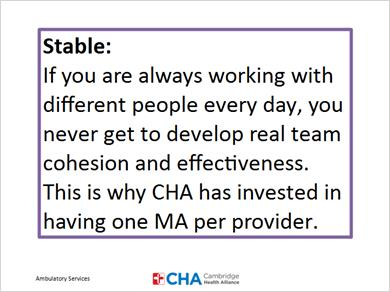 Stable:
If you are always working with
different people every day, you
never get to develop real team
cohesion and effectiveness.
This is why CHA has invested in
having one MA per provider.
Ambulatory Services
CHA Cambridge
Health Alliance